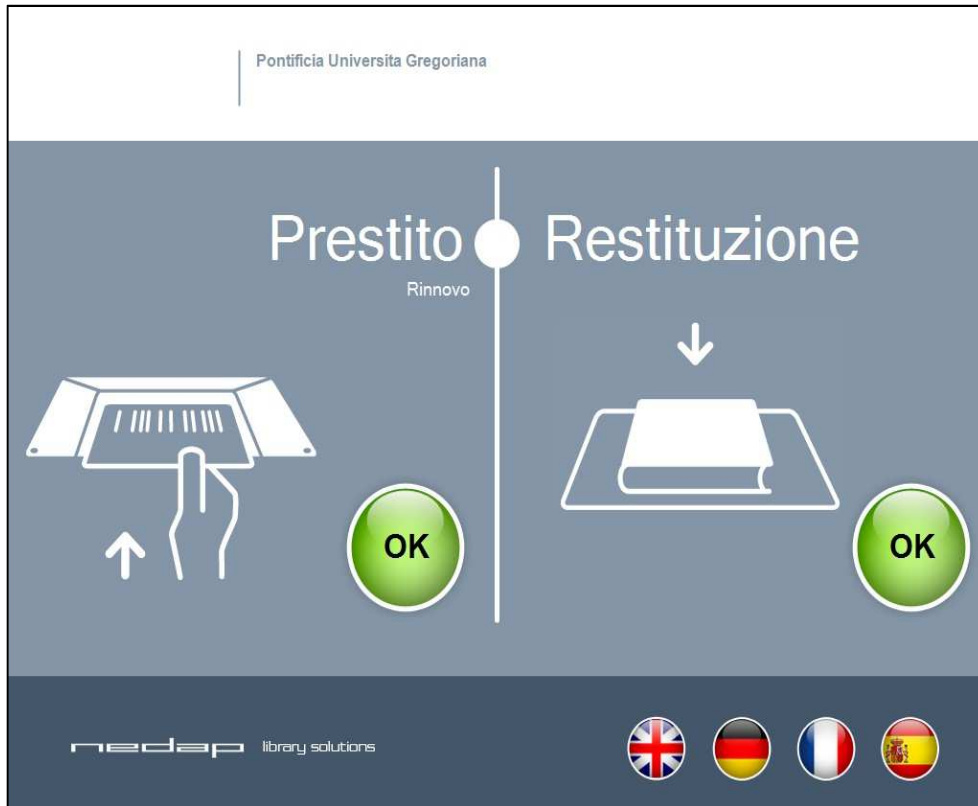 Pontificia Universita Gregoriana
Prestito
Rinnovo
OK
Restituzione
OK
nedap library solutions